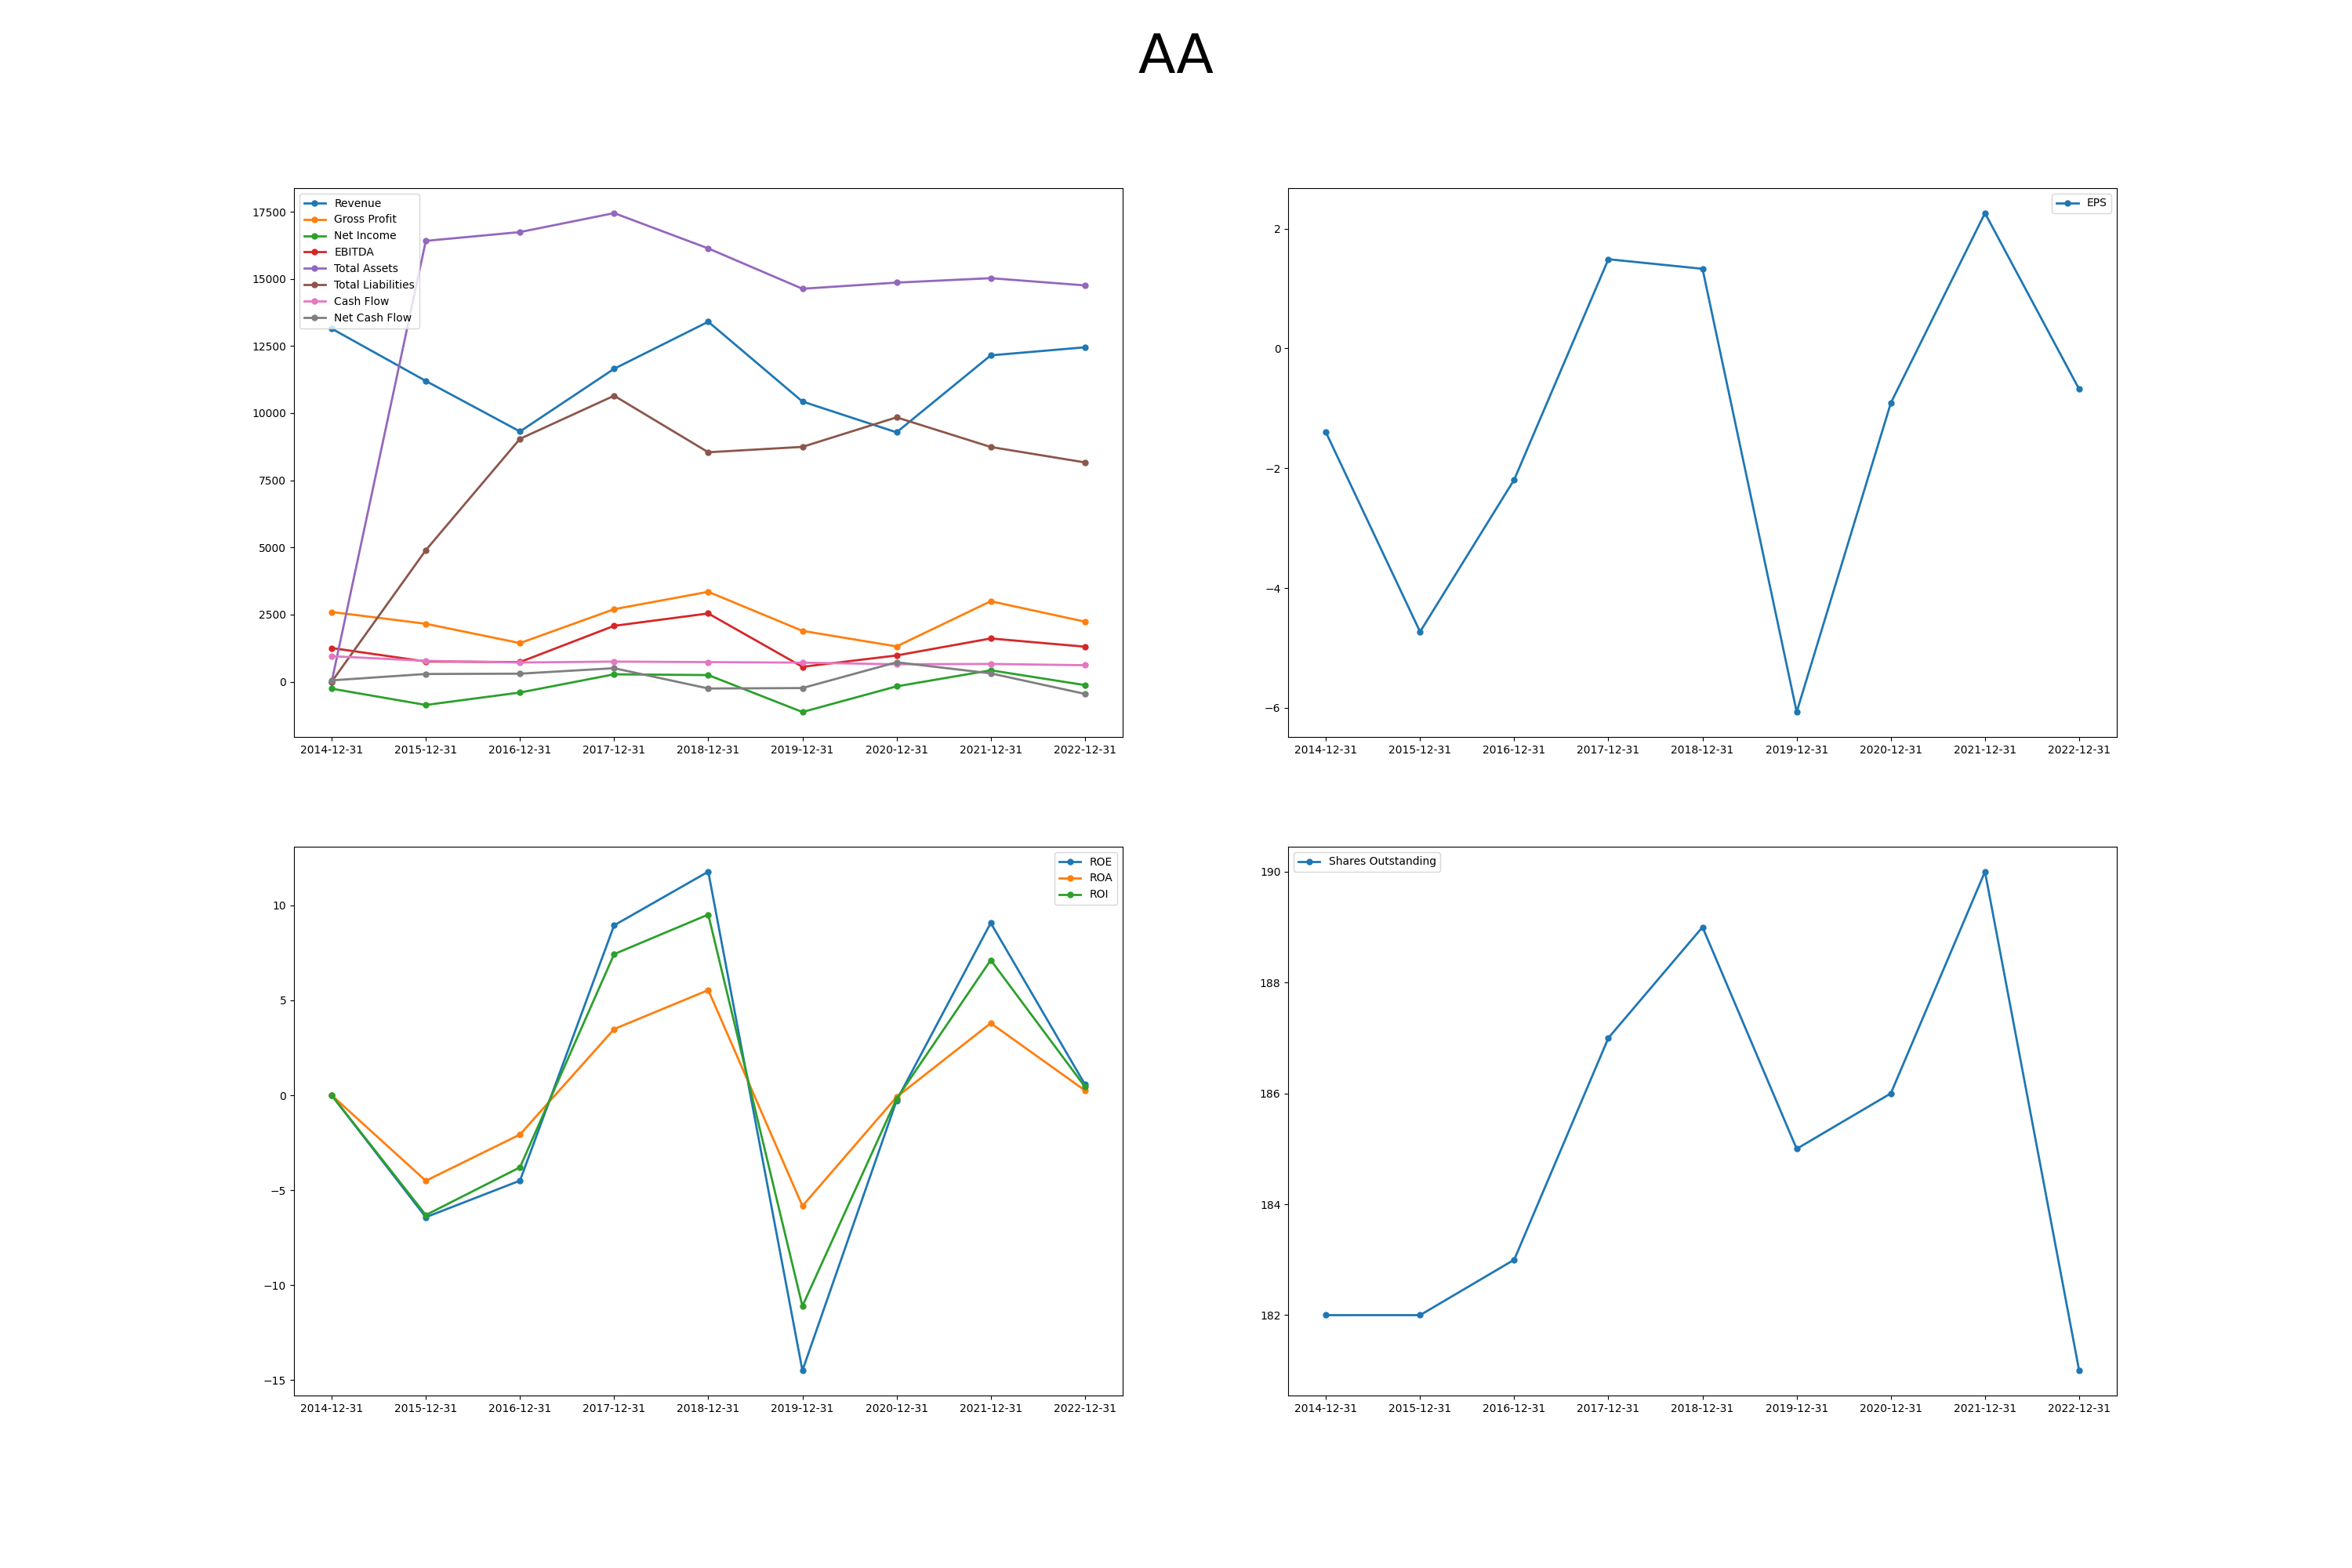 AA
Revenue
Gross Profit
Net Income
EBITDA
Total Assets
Total Liabilities
Cash Flow
Net Cash Flow
17500
15000
12500
10000
7500
5000
2500
0
2014-12-31 2015-12-31 2016-12-31 2017-12-31 2018-12-31 2019-12-31 2020-12-31 2021-12-31 2022-12-31
EPS
2
0
−2
−4
−6
2014-12-31 2015-12-31 2016-12-31 2017-12-31 2018-12-31 2019-12-31 2020-12-31 2021-12-31 2022-12-31
ROE
ROA
ROI
10
5
0
−5
−10
−15
2014-12-31 2015-12-31 2016-12-31 2017-12-31 2018-12-31 2019-12-31 2020-12-31 2021-12-31 2022-12-31
Shares Outstanding
190
188
186
184
182
2014-12-31 2015-12-31 2016-12-31 2017-12-31 2018-12-31 2019-12-31 2020-12-31 2021-12-31 2022-12-31